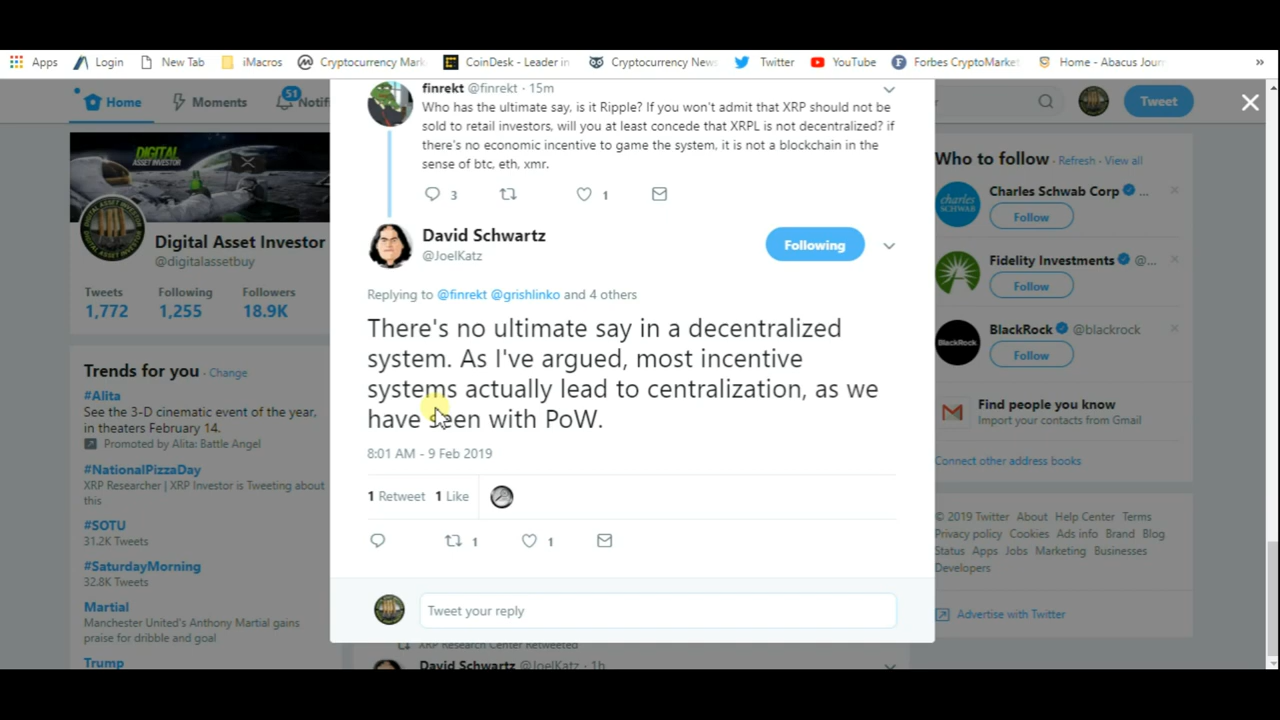 Apps Login New Tab iMacros Cryptocurrency Mark CoinDesk - Leader in Cryptocurrency News Twitter YouTube Forbes CryptoMarket Home - Abacus Journ »
Home Moments 51 Notifi Tweet
DIGITAL
ASSET INVESTOR
Digital Asset Investor
@digitalassetbuy
Tweets Following Followers
1,772 1,255 18.9K
Trends for you · Change
#Alita
See the 3-D cinematic event of the year,
in theaters February 14.
Promoted by Alita: Battle Angel
#NationalPizzaDay
XRP Researcher | XRP Investor is Tweeting about
this
#SOTU
31.2K Tweets
#SaturdayMorning
32.8K Tweets
Martial
Manchester United's Anthony Martial gains
praise for dribble and goal
Trump
finrekt @finrekt · 15m
Who has the ultimate say, is it Ripple? If you won't admit that XRP should not be
sold to retail investors, will you at least concede that XRPL is not decentralized? if
there's no economic incentive to game the system, it is not a blockchain in the
sense of btc, eth, xmr.
3 1
David Schwartz
@JoelKatz
Following
Replying to @finrekt @grishlinko and 4 others
There's no ultimate say in a decentralized
system. As I've argued, most incentive
systems actually lead to centralization, as we
have seen with PoW.
8:01 AM - 9 Feb 2019
1 Retweet 1 Like
1 1
Tweet your reply
XRP Research Center Retweeted
David Schwartz @JoelKatz · 1h
Who to follow · Refresh · View all
Charles Schwab Corp ...
charles
SCHWAB
Follow
Fidelity Investments @...
Follow
BlackRock @blackrock
BLACKROCK
Follow
Find people you know
Import your contacts from Gmail
Connect other address books
© 2019 Twitter About Help Center Terms
Privacy policy Cookies Ads info Brand Blog
Status Apps Jobs Marketing Businesses
Developers
Advertise with Twitter